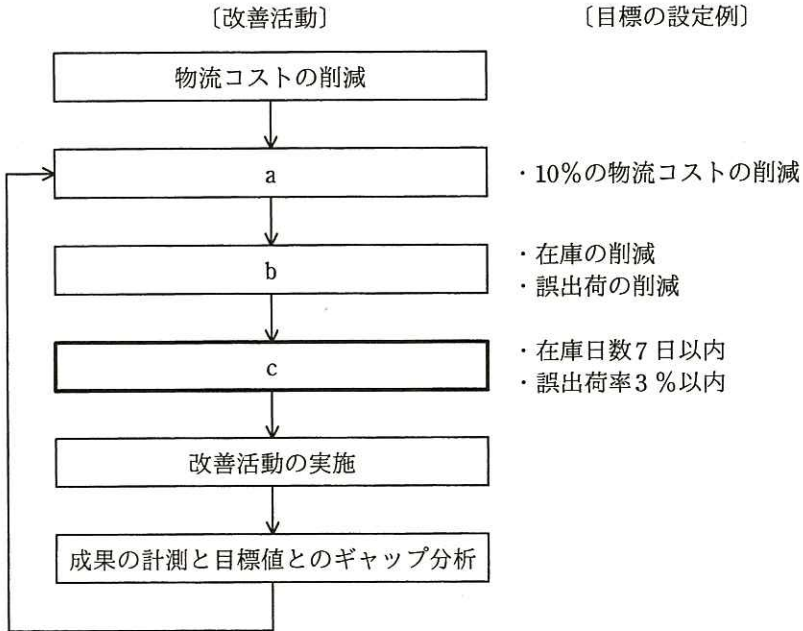 〔改善活動〕
〔目標の設定例〕
物流コストの削減
a
・10%の物流コストの削減
b
・在庫の削減
・誤出荷の削減
c
・在庫日数7日以内
・誤出荷率3%以内
改善活動の実施
成果の計測と目標値とのギャップ分析